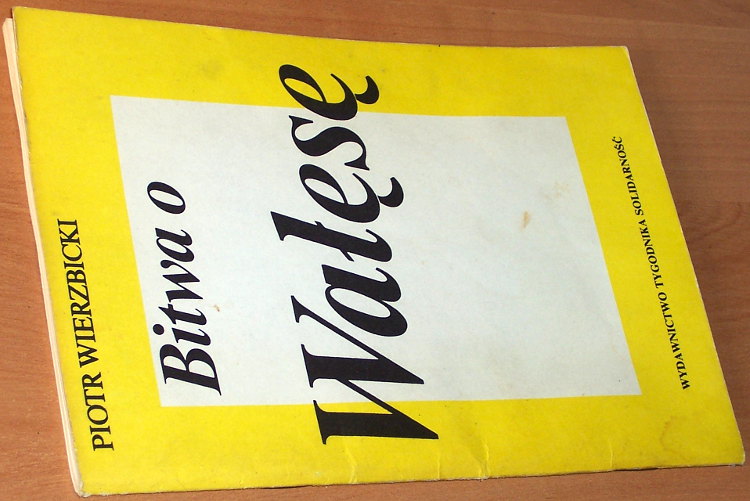 PIOTR WIERZBICKI
Bitwa o
Wałęsę
WYDAWNICTWO TYGODNIKA SOLIDARNOŚĆ